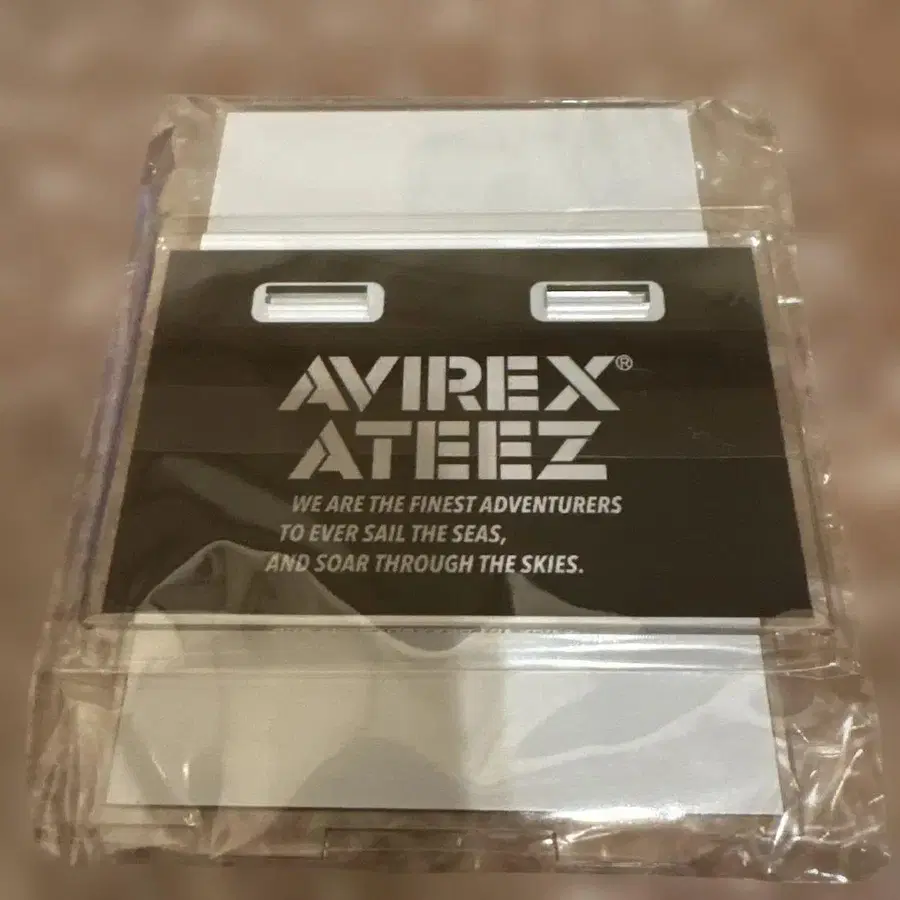 AVIREX®
ATEEZ
WE ARE THE FINEST ADVENTURERS
TO EVER SAIL THE SEAS,
AND SOAR THROUGH THE SKIES.